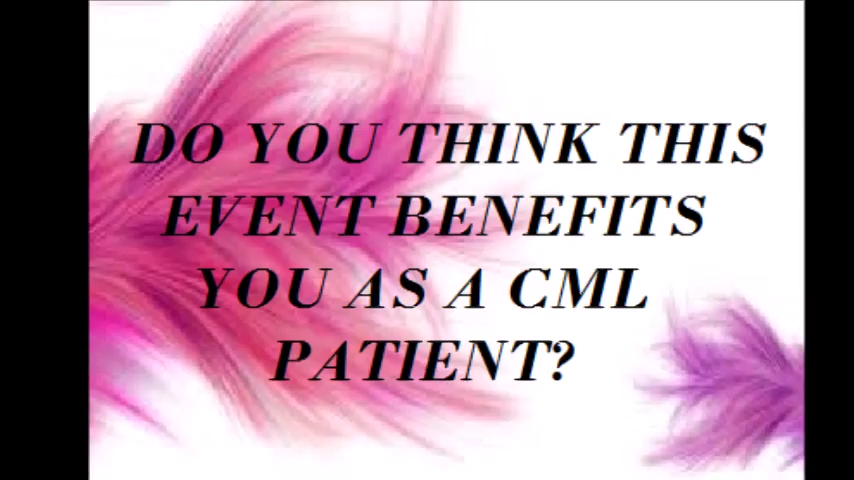 DO YOU THINK THIS
EVENT BENEFITS
YOU AS A CML
PATIENT?